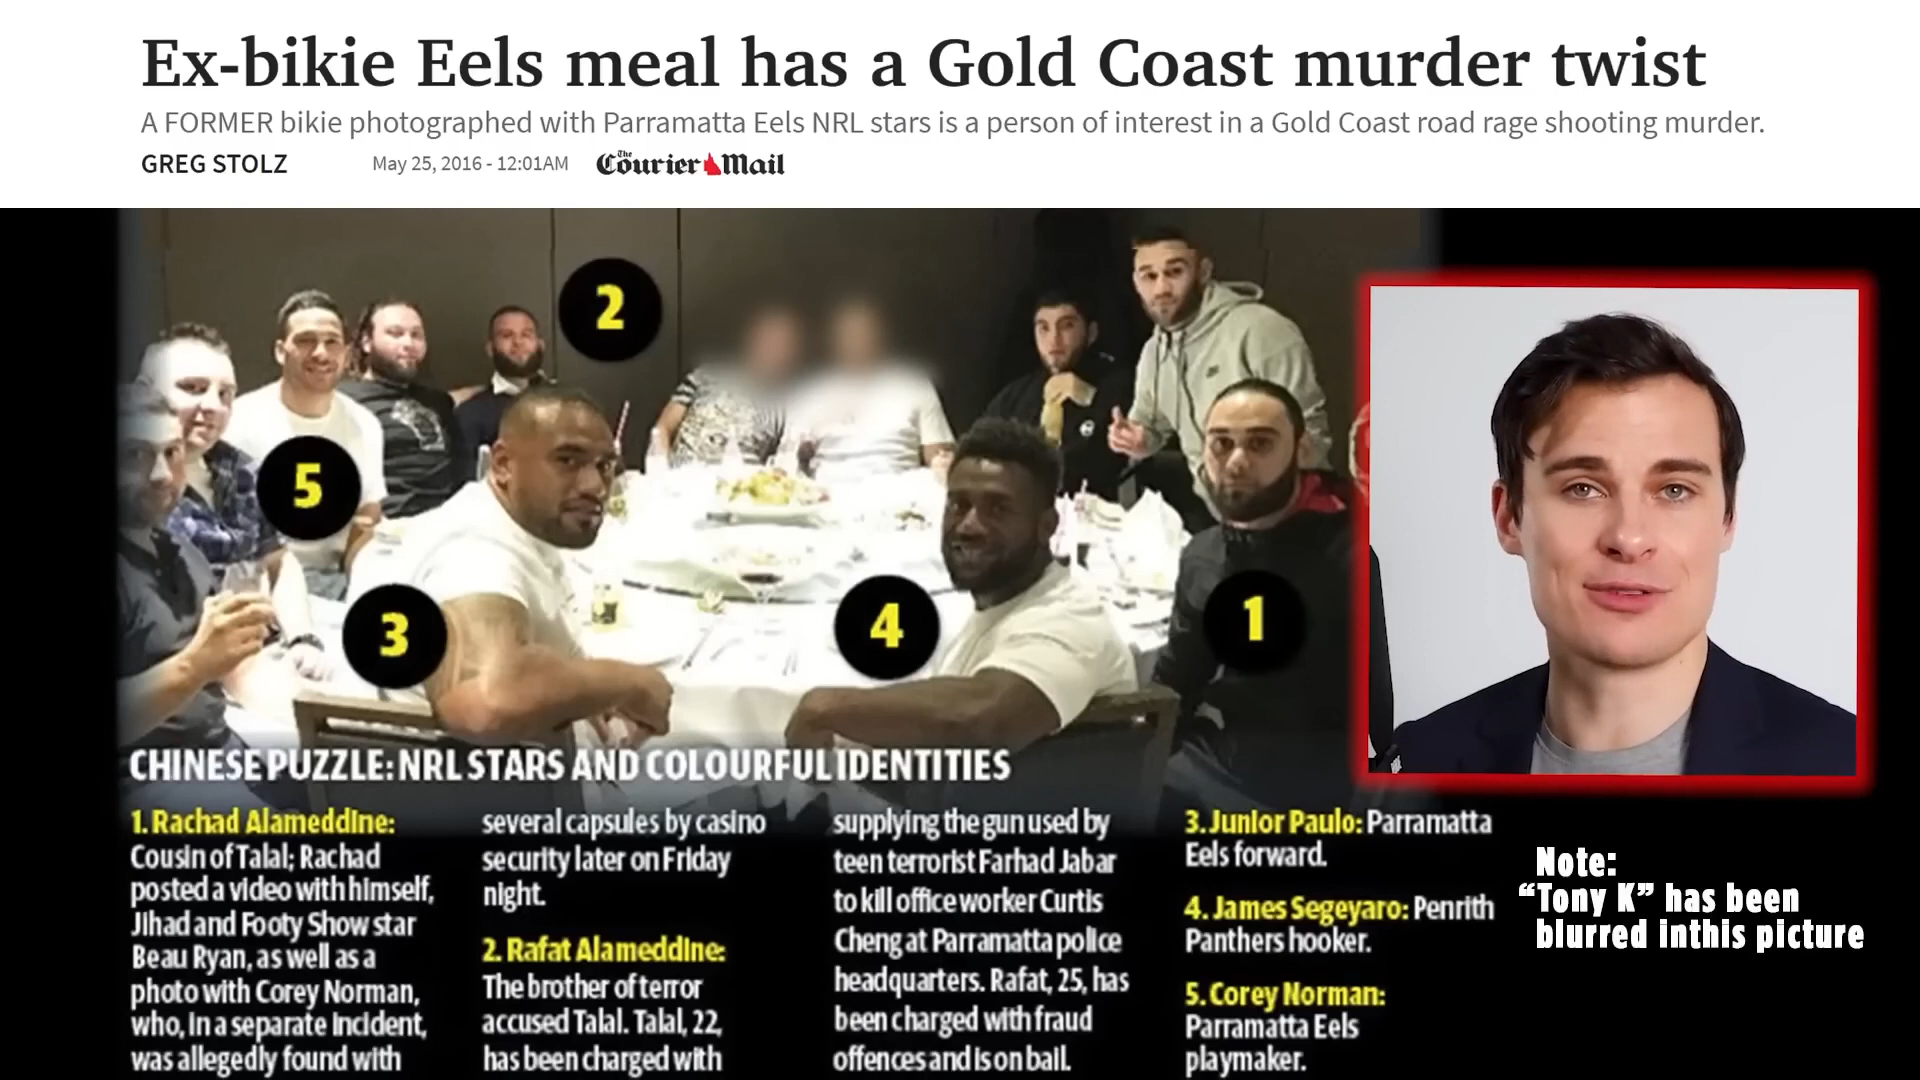 Ex-bikie Eels meal has a Gold Coast murder twist
A FORMER bikie photographed with Parramatta Eels NRL stars is a person of interest in a Gold Coast road rage shooting murder.
GREG STOLZ May 25, 2016 - 12:01AM The Courier Mail
2
5
3
4
1
CHINESE PUZZLE: NRL STARS AND COLOURFUL IDENTITIES
1. Rachad Alameddine:
Cousin of Talal; Rachad
posted a video with himself,
Jihad and Footy Show star
Beau Ryan, as well as a
photo with Corey Norman,
who, in a separate incident,
was allegedly found with
several capsules by casino
security later on Friday
night.
2. Rafat Alameddine:
The brother of terror
accused Talal. Talal, 22,
has been charged with
supplying the gun used by
teen terrorist Farhad Jabar
to kill office worker Curtis
Cheng at Parramatta police
headquarters. Rafat, 25, has
been charged with fraud
offences and is on bail.
3. Junior Paulo: Parramatta
Eels forward.
4. James Segeyaro: Penrith
Panthers hooker.
5. Corey Norman:
Parramatta Eels
playmaker.
Note:
“Tony K” has been
blurred inthis picture